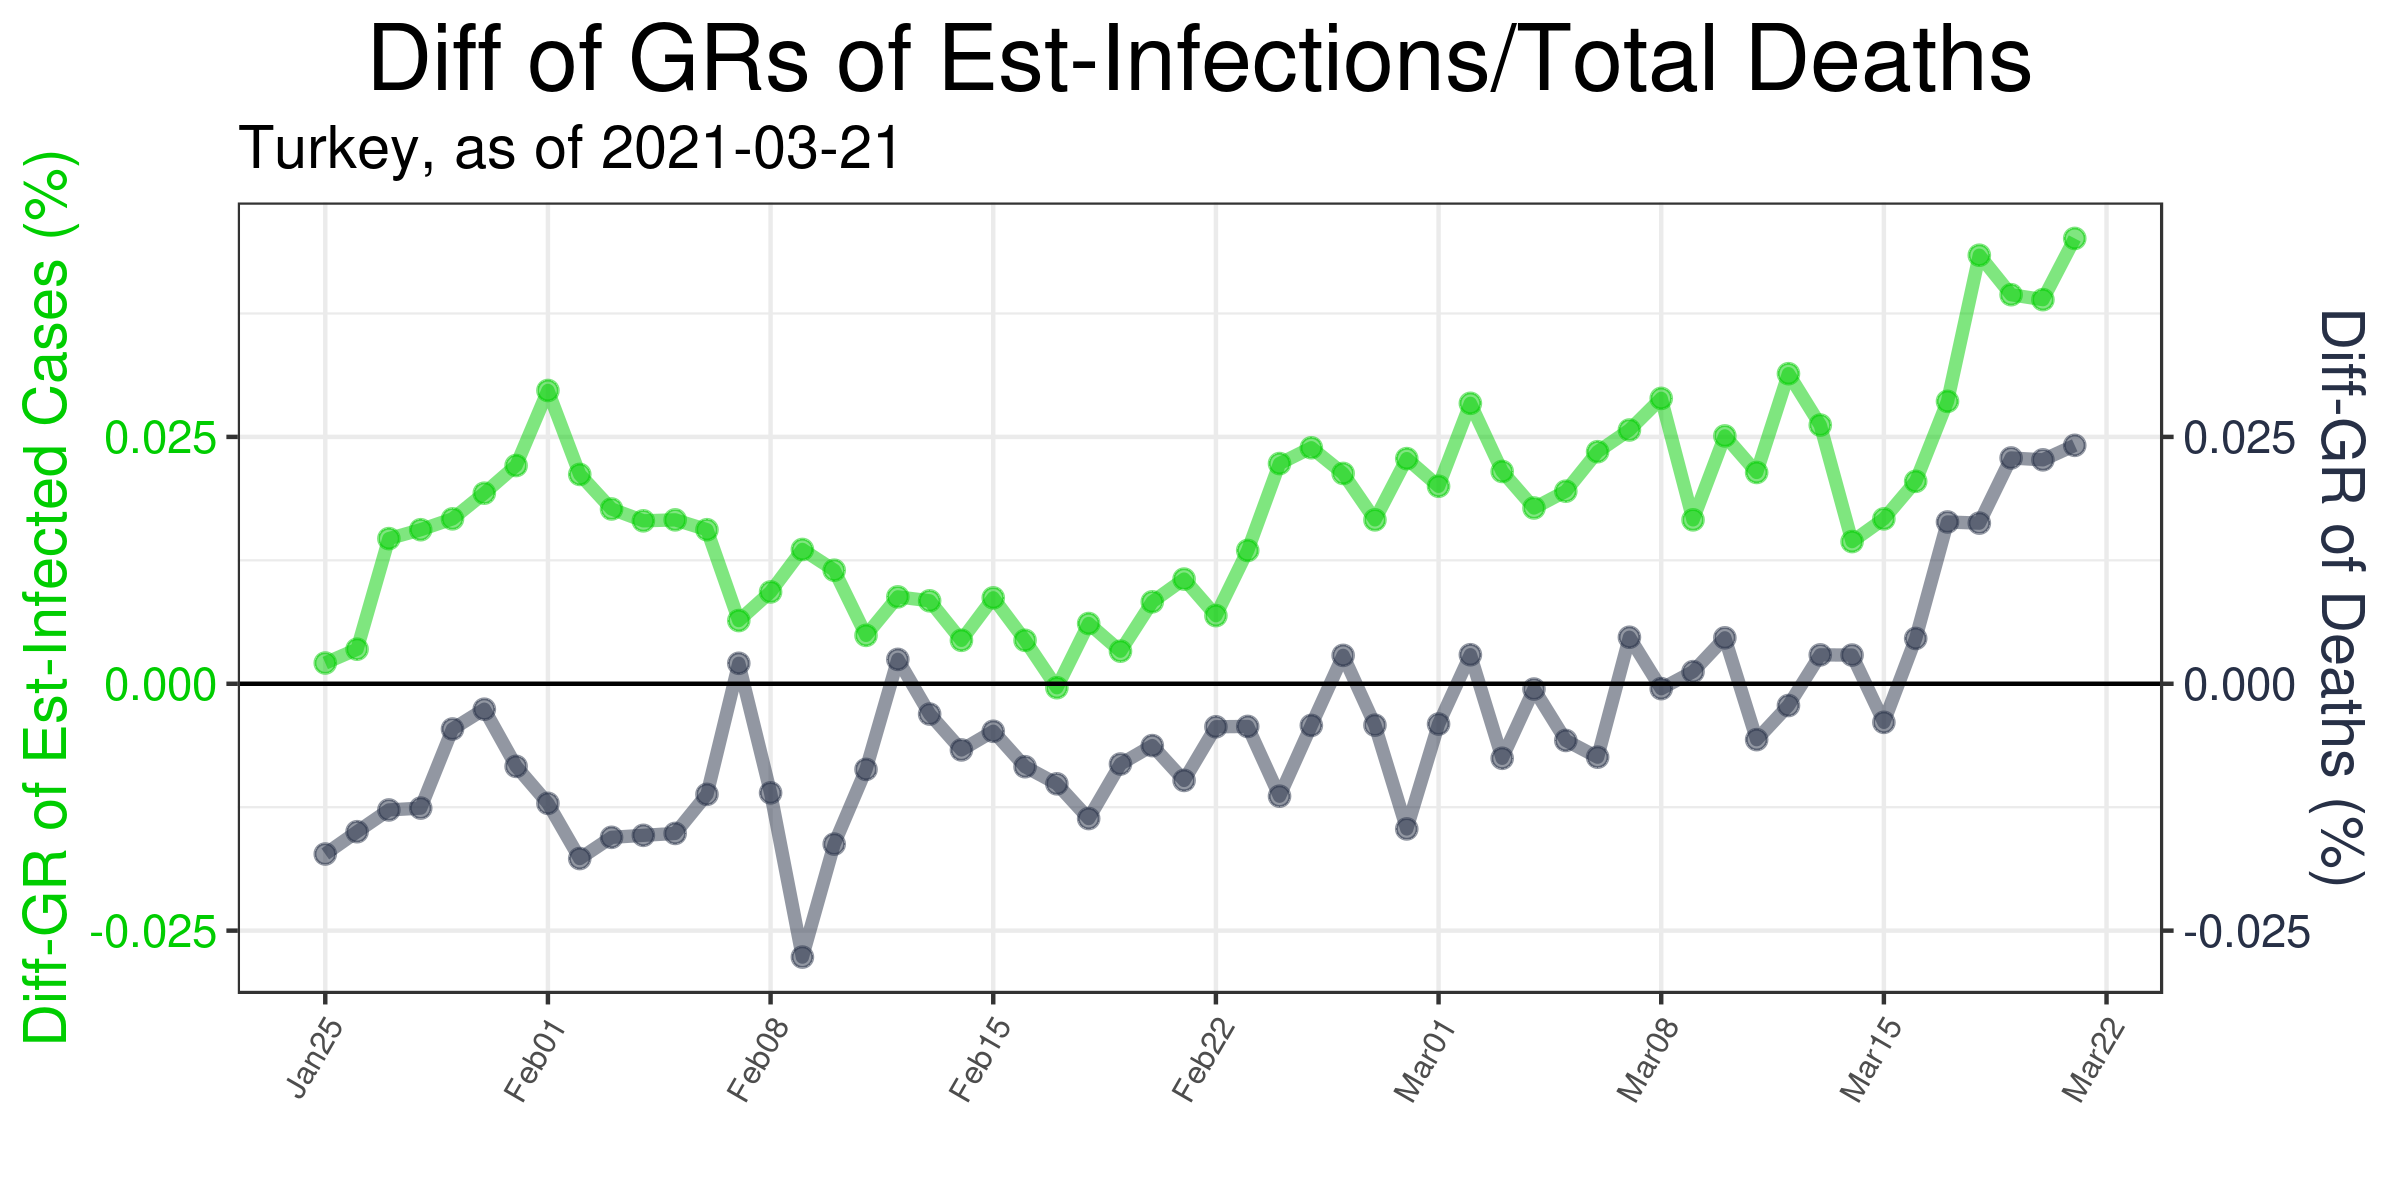 Diff of GRs of Est-Infections/Total Deaths
Turkey, as of 2021-03-21
Diff-GR of Est-Infected Cases (%)
0.025
0.000
-0.025
0.025
0.000
-0.025
Diff-GR of Deaths (%)
Jan25
Feb01
Feb08
Feb15
Feb22
Mar01
Mar08
Mar15
Mar22